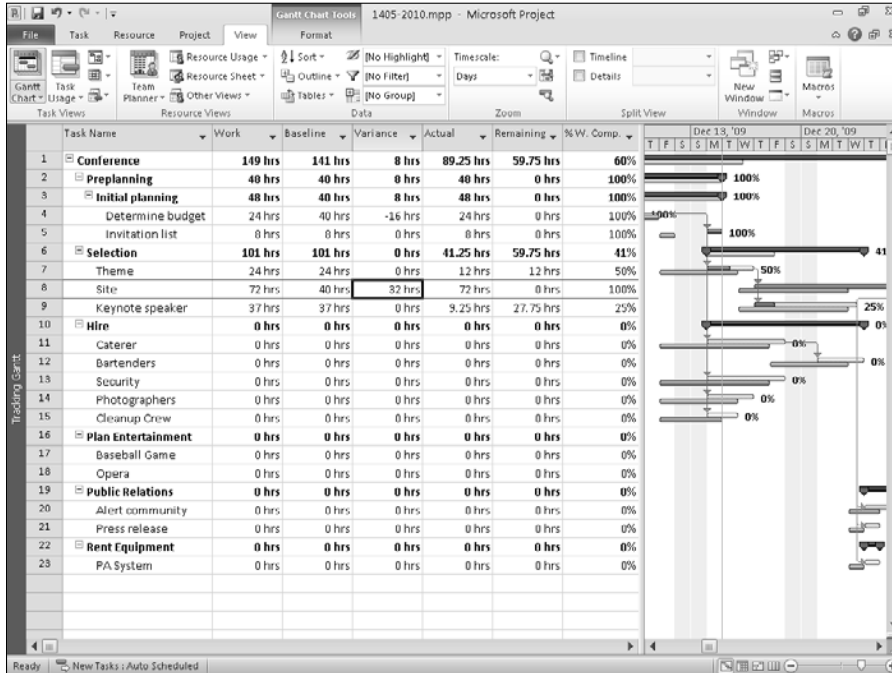 Gantt Chart Tools 1405-2010.mpp - Microsoft Project
File Task Resource Project View Format
Gantt Chart Task Usage Team Planner Resource Usage Resource Sheet Other Views
Sort Outline Tables [No Highlight] [No Filter] [No Group]
Timescale: Days Timeline Details New Window Macros
Task Views Resource Views Data Zoom Split View Window Macros
Task Name Work Baseline Variance Actual Remaining % W. Comp. Dec 13, '09 Dec 20, '09
T F S S M T W T F S S M T W T
1 Conference 149 hrs 141 hrs 8 hrs 89.25 hrs 59.75 hrs 60%
2 Preplanning 48 hrs 40 hrs 8 hrs 48 hrs 0 hrs 100% 100%
3 Initial planning 48 hrs 40 hrs 8 hrs 48 hrs 0 hrs 100% 100%
4 Determine budget 24 hrs 40 hrs -16 hrs 24 hrs 0 hrs 100% 100%
5 Invitation list 8 hrs 0 hrs 8 hrs 8 hrs 0 hrs 100% 100%
6 Selection 101 hrs 101 hrs 0 hrs 41.25 hrs 59.75 hrs 41% 41
7 Theme 24 hrs 24 hrs 0 hrs 12 hrs 12 hrs 50% 50%
8 Site 72 hrs 40 hrs 32 hrs 72 hrs 0 hrs 100%
9 Keynote speaker 37 hrs 37 hrs 0 hrs 9.25 hrs 27.75 hrs 25% 25%
10 Hire 0 hrs 0 hrs 0 hrs 0 hrs 0 hrs 0% 0%
11 Caterer 0 hrs 0 hrs 0 hrs 0 hrs 0 hrs 0% 0%
12 Bartenders 0 hrs 0 hrs 0 hrs 0 hrs 0 hrs 0% 0%
13 Security 0 hrs 0 hrs 0 hrs 0 hrs 0 hrs 0% 0%
14 Photographers 0 hrs 0 hrs 0 hrs 0 hrs 0 hrs 0% 0%
15 Cleanup Crew 0 hrs 0 hrs 0 hrs 0 hrs 0 hrs 0% 0%
16 Plan Entertainment 0 hrs 0 hrs 0 hrs 0 hrs 0 hrs 0%
17 Baseball Game 0 hrs 0 hrs 0 hrs 0 hrs 0 hrs 0%
18 Opera 0 hrs 0 hrs 0 hrs 0 hrs 0 hrs 0%
19 Public Relations 0 hrs 0 hrs 0 hrs 0 hrs 0 hrs 0%
20 Alert community 0 hrs 0 hrs 0 hrs 0 hrs 0 hrs 0%
21 Press release 0 hrs 0 hrs 0 hrs 0 hrs 0 hrs 0%
22 Rent Equipment 0 hrs 0 hrs 0 hrs 0 hrs 0 hrs 0%
23 PA System 0 hrs 0 hrs 0 hrs 0 hrs 0 hrs 0%
Tracking Gantt
Ready New Tasks : Auto Scheduled